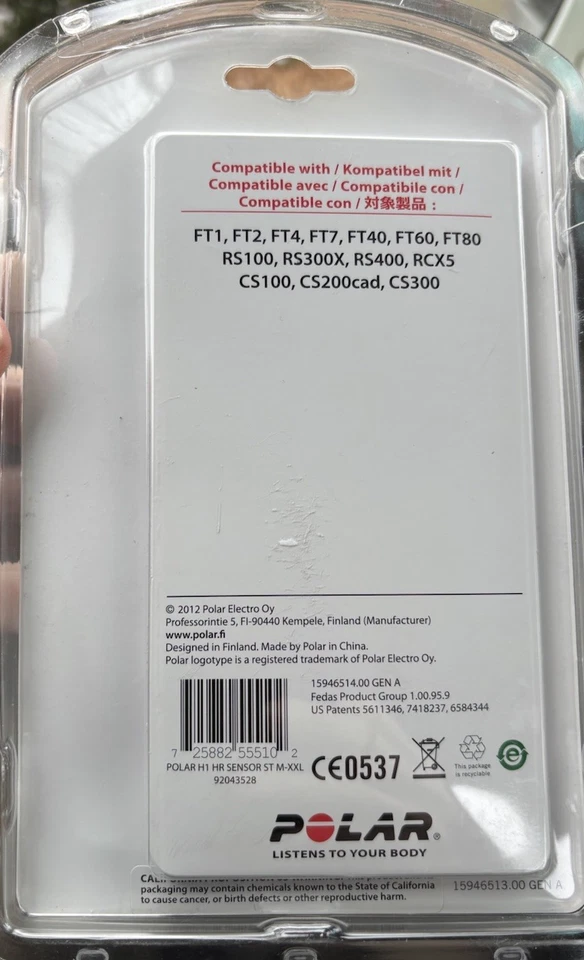 Compatible with / Kompatibel mit /
Compatible avec / Compatibile con /
Compatible con / 対象製品 :
FT1, FT2, FT4, FT7, FT40, FT60, FT80
RS100, RS300X, RS400, RCX5
CS100, CS200cad, CS300
© 2012 Polar Electro Oy
Professorintie 5, FI-90440 Kempele, Finland (Manufacturer)
www.polar.fi
Designed in Finland. Made by Polar in China.
Polar logotype is a registered trademark of Polar Electro Oy.
15946514.00 GEN A
Fedas Product Group 1.00.95.9
US Patents 5611346, 7418237, 6584344
7 25882 55510 2
POLAR H1 HR SENSOR ST M-XXL
92043528
CE0537
This package
is recyclable
e
POLAR®
LISTENS TO YOUR BODY
packaging may contain chemicals known to the State of California
to cause cancer, or birth defects or other reproductive harm.
15946513.00 GEN A